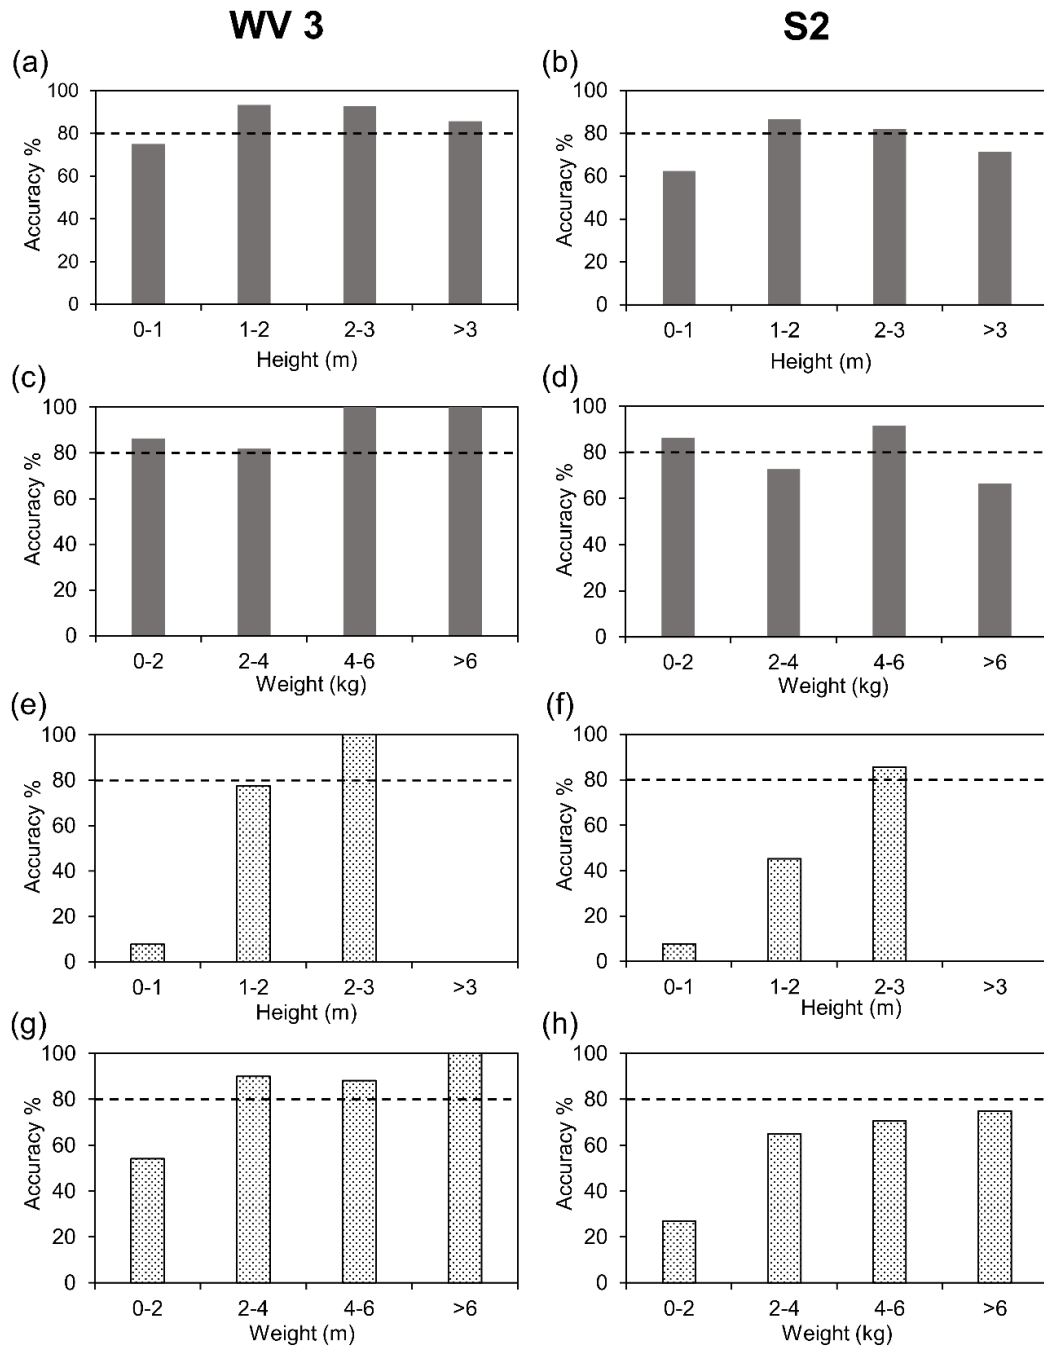 WV 3
S2
(a)
100
80
60
40
20
0
Accuracy %
0-1 1-2 2-3 >3
Height (m)
(b)
100
80
60
40
20
0
Accuracy %
0-1 1-2 2-3 >3
Height (m)
(c)
100
80
60
40
20
0
Accuracy %
0-2 2-4 4-6 >6
Weight (kg)
(d)
100
80
60
40
20
0
Accuracy %
0-2 2-4 4-6 >6
Weight (kg)
(e)
100
80
60
40
20
0
Accuracy %
0-1 1-2 2-3 >3
Height (m)
(f)
100
80
60
40
20
0
Accuracy %
0-1 1-2 2-3 >3
Height (m)
(g)
100
80
60
40
20
0
Accuracy %
0-2 2-4 4-6 >6
Weight (m)
(h)
100
80
60
40
20
0
Accuracy %
0-2 2-4 4-6 >6
Weight (kg)